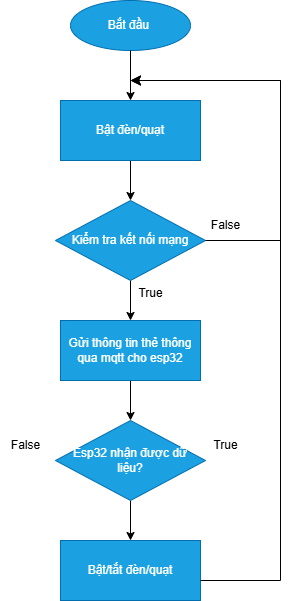 Bắt đầu
Bật đèn/quạt
Kiểm tra kết nối mạng
False
True
Gửi thông tin thẻ thông
qua mqtt cho esp32
False
Esp32 nhận được dữ
liệu?
True
Bật/tắt đèn/quạt